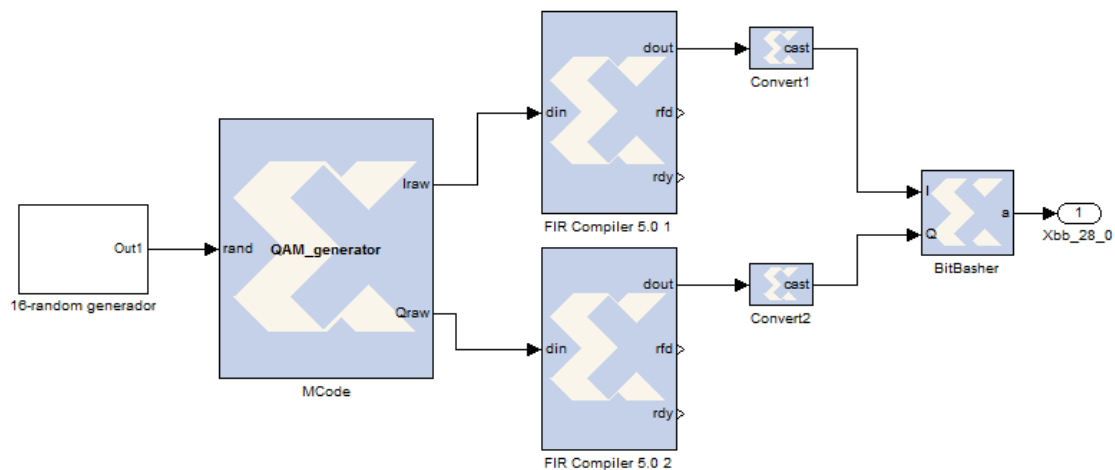 Out1
16-random generador
rand
QAM_generator
Iraw
Qraw
MCode
din
dout
rfd
rdy
FIR Compiler 5.0 1
din
dout
rfd
rdy
FIR Compiler 5.0 2
cast
Convert1
cast
Convert2
I
Q
a
BitBasher
1
Xbb_28_0